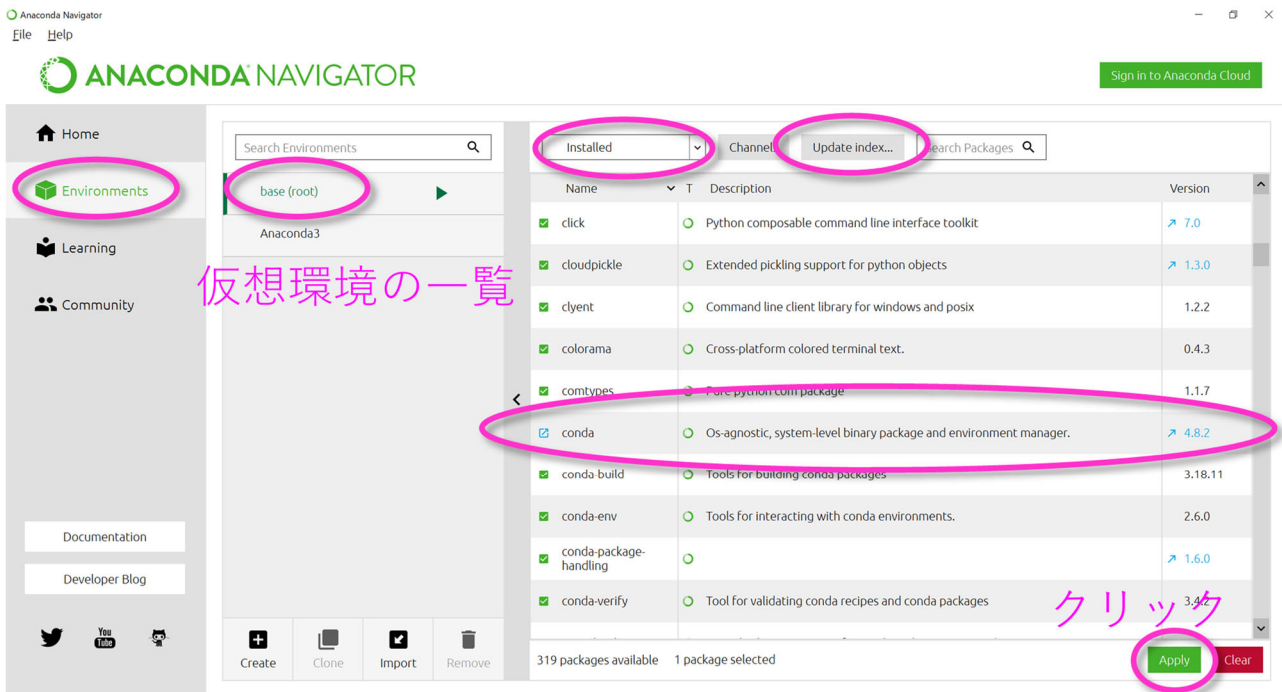 Anaconda Navigator
File Help
ANACONDA NAVIGATOR
Sign in to Anaconda Cloud
Home
Environments
Learning
Community
Documentation
Developer Blog
You
Tube
Search Environments
base (root)
Anaconda3
仮想環境の一覧
Create Clone Import Remove
Installed Update index... Packages
Name T Description Version
click Python composable command line interface toolkit 7.0
cloudpickle Extended pickling support for python objects 1.3.0
clyent Command line client library for windows and posix 1.2.2
colorama Cross-platform colored terminal text. 0.4.3
comtypes Pure python com package 1.1.7
conda Os-agnostic, system-level binary package and environment manager. 4.8.2
conda-build Tools for building conda packages 3.18.11
conda-env Tools for interacting with conda environments. 2.6.0
conda-package-
handling 1.6.0
conda-verify Tool for validating conda recipes and conda packages 3.4.2
クリック
319 packages available 1 package selected Apply Clear